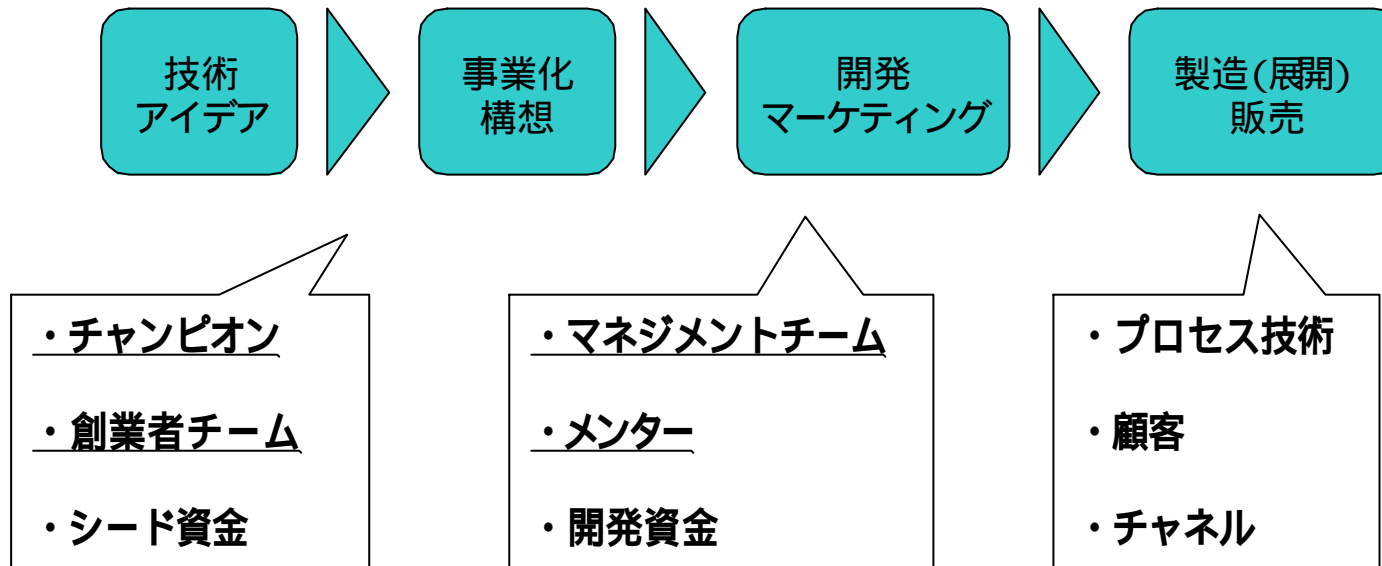 技術
アイデア
事業化
構想
開発
マーケティング
製造(展開)
販売
・チャンピオン
・創業者チーム
・シード資金
・マネジメントチーム
・メンター
・開発資金
・プロセス技術
・顧客
・チャネル